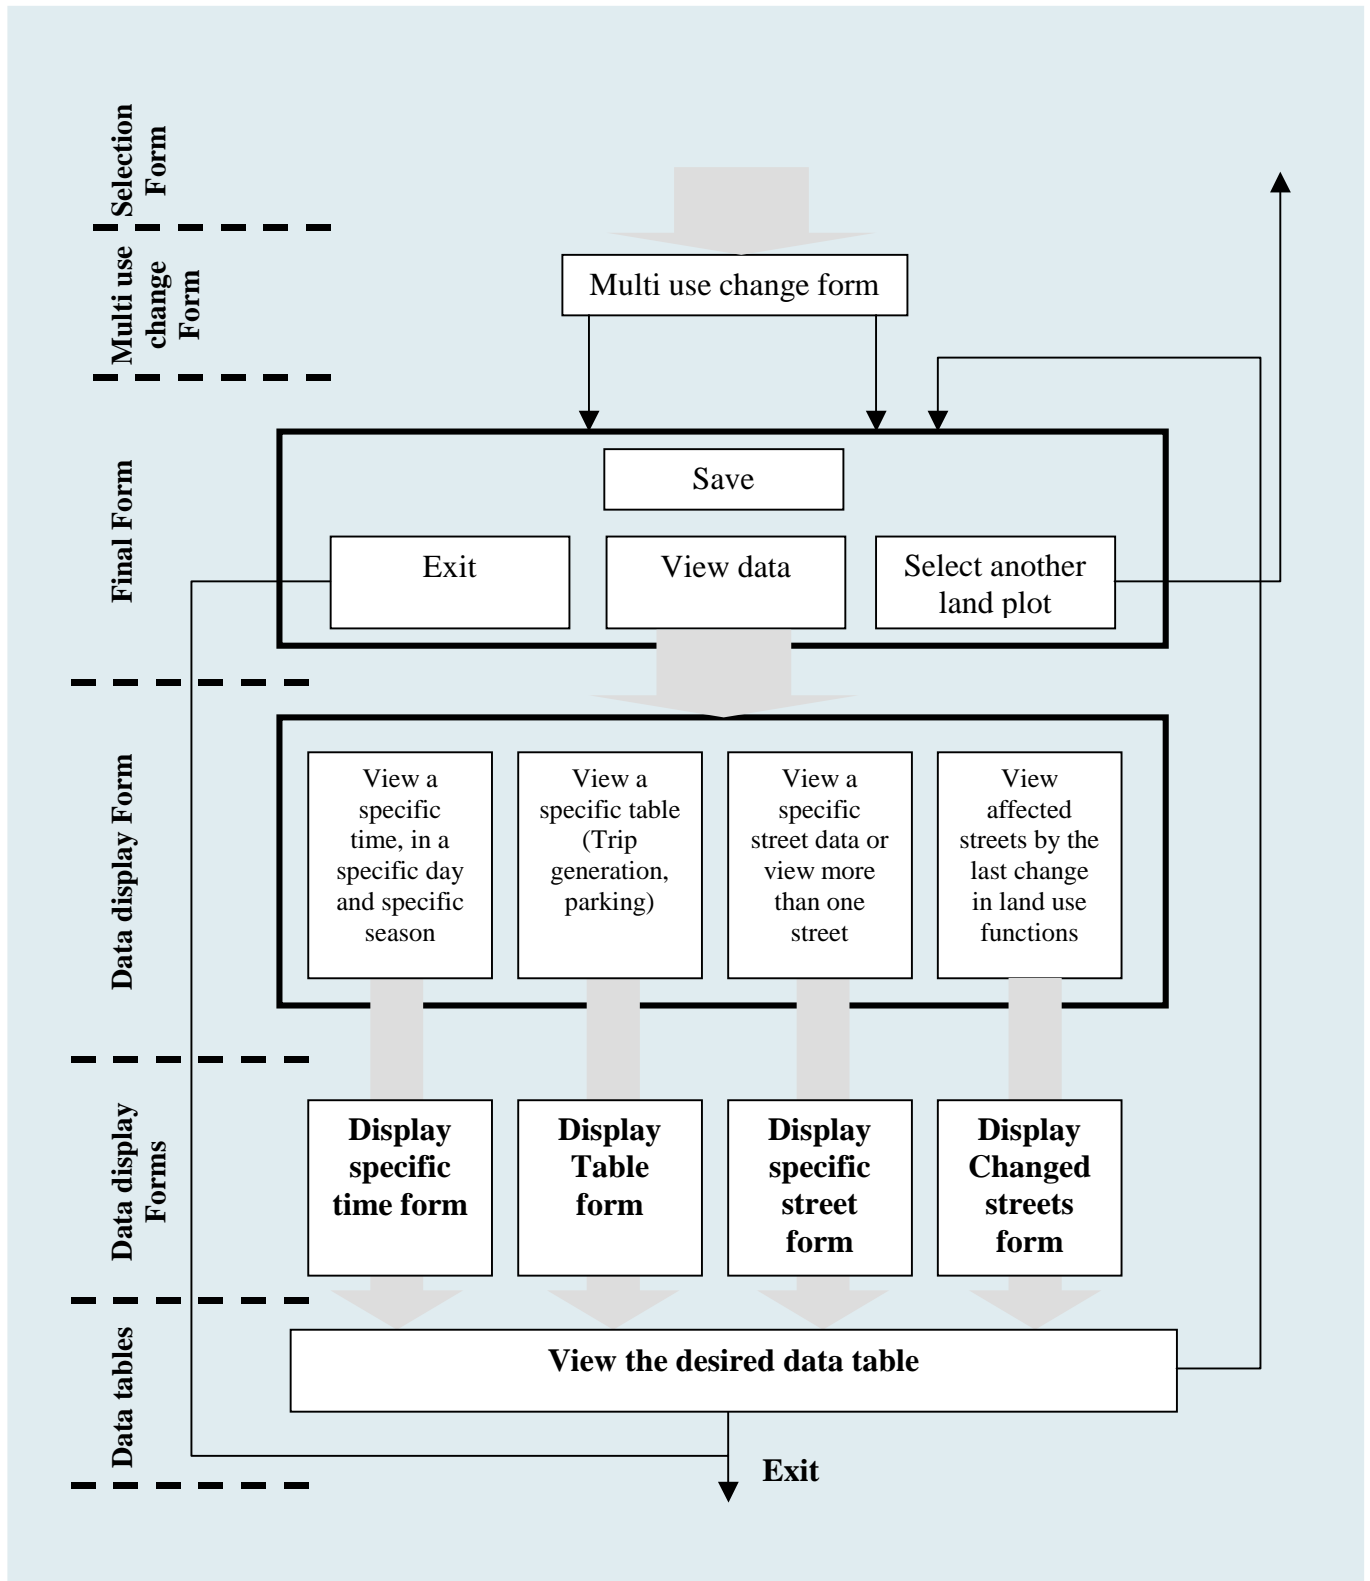 Selection
Form
Multi use
change
Form
Multi use change form
Final Form
Save
Exit
View data
Select another
land plot
Data display Form
View a
specific
time, in a
specific day
and specific
season
View a
specific table
(Trip
generation,
parking)
View a
specific
street data or
view more
than one
street
View
affected
streets by the
last change
in land use
functions
Data display
Forms
Display
specific
time form
Display
Table
form
Display
specific
street
form
Display
Changed
streets
form
Data tables
View the desired data table
Exit